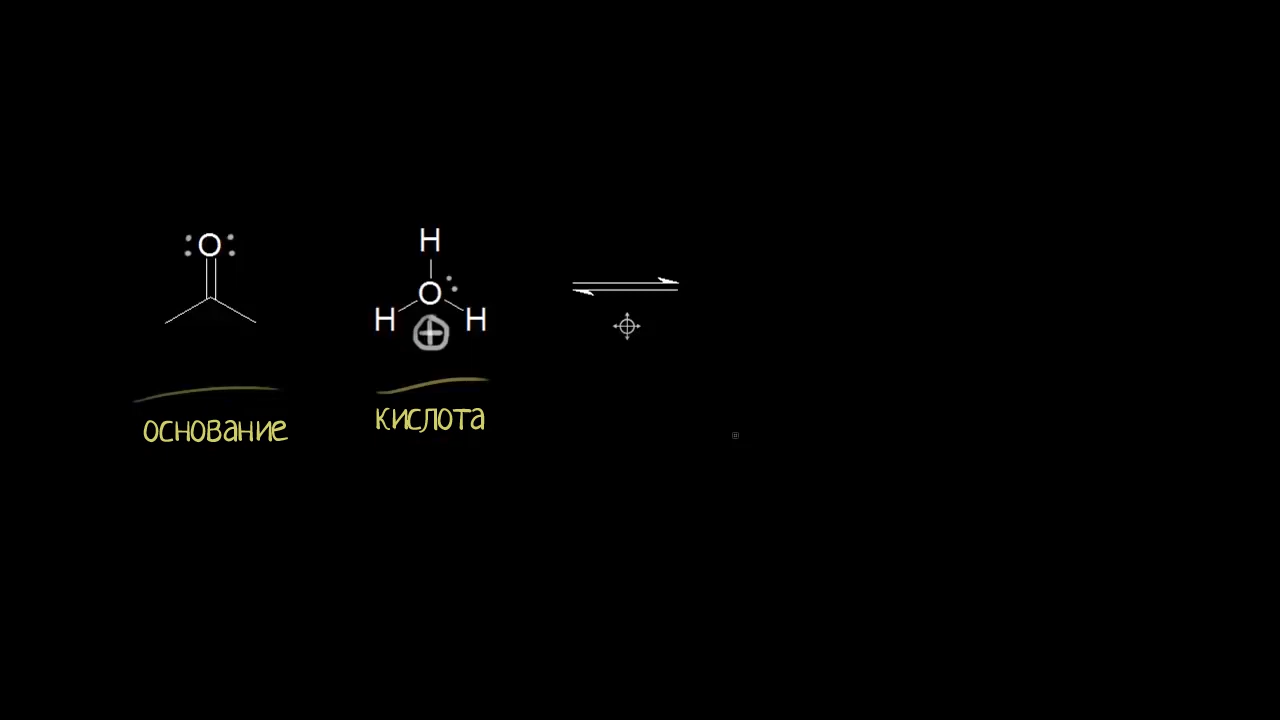 :O:
H
O:
H H
+
основание
кислота